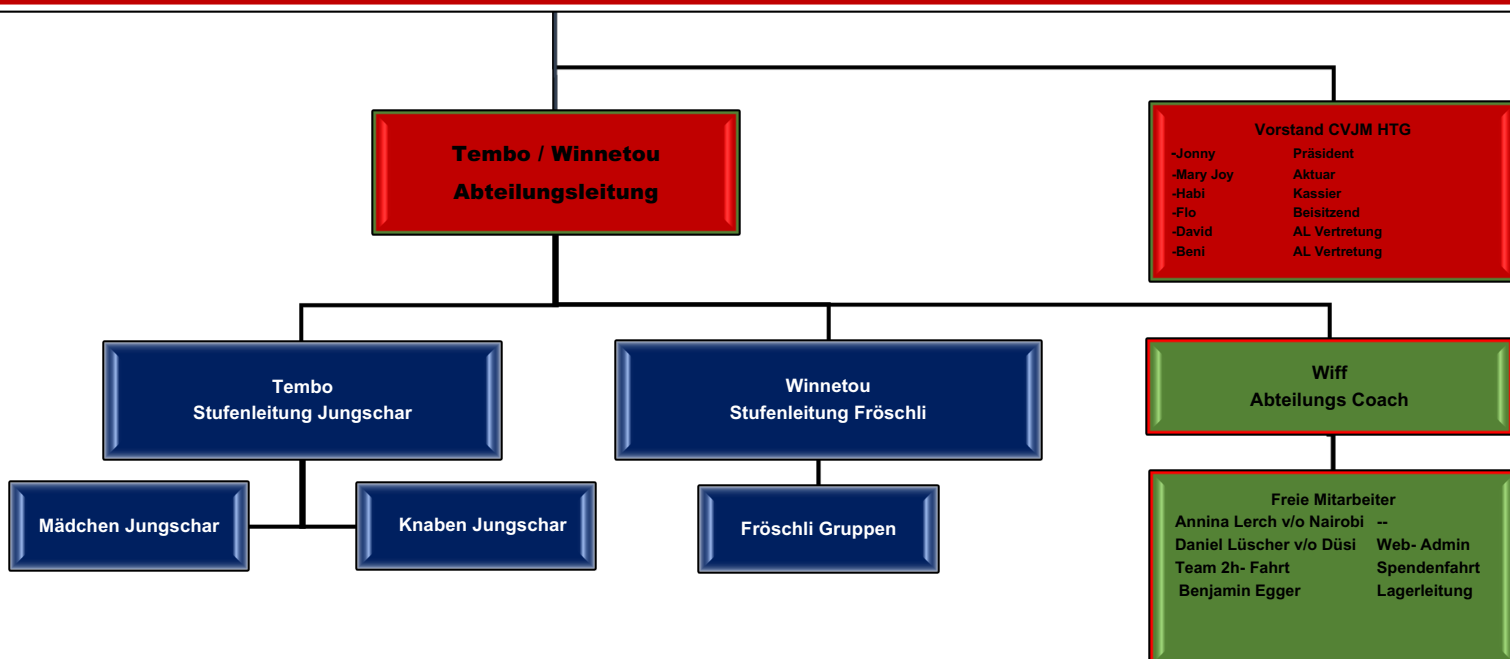 Tembo / Winnetou
Abteilungsleitung
Vorstand CVJM HTG
-Jonny Präsident
-Mary Joy Aktuar
-Habi Kassier
-Flo Beisitzend
-David AL Vertretung
-Beni AL Vertretung
Tembo
Stufenleitung Jungschar
Winnetou
Stufenleitung Fröschli
Wiff
Abteilungs Coach
Mädchen Jungschar
Knaben Jungschar
Fröschli Gruppen
Freie Mitarbeiter
Annina Lerch v/o Nairobi --
Daniel Lüscher v/o Düsi Web- Admin
Team 2h- Fahrt Spendenfahrt
Benjamin Egger Lagerleitung